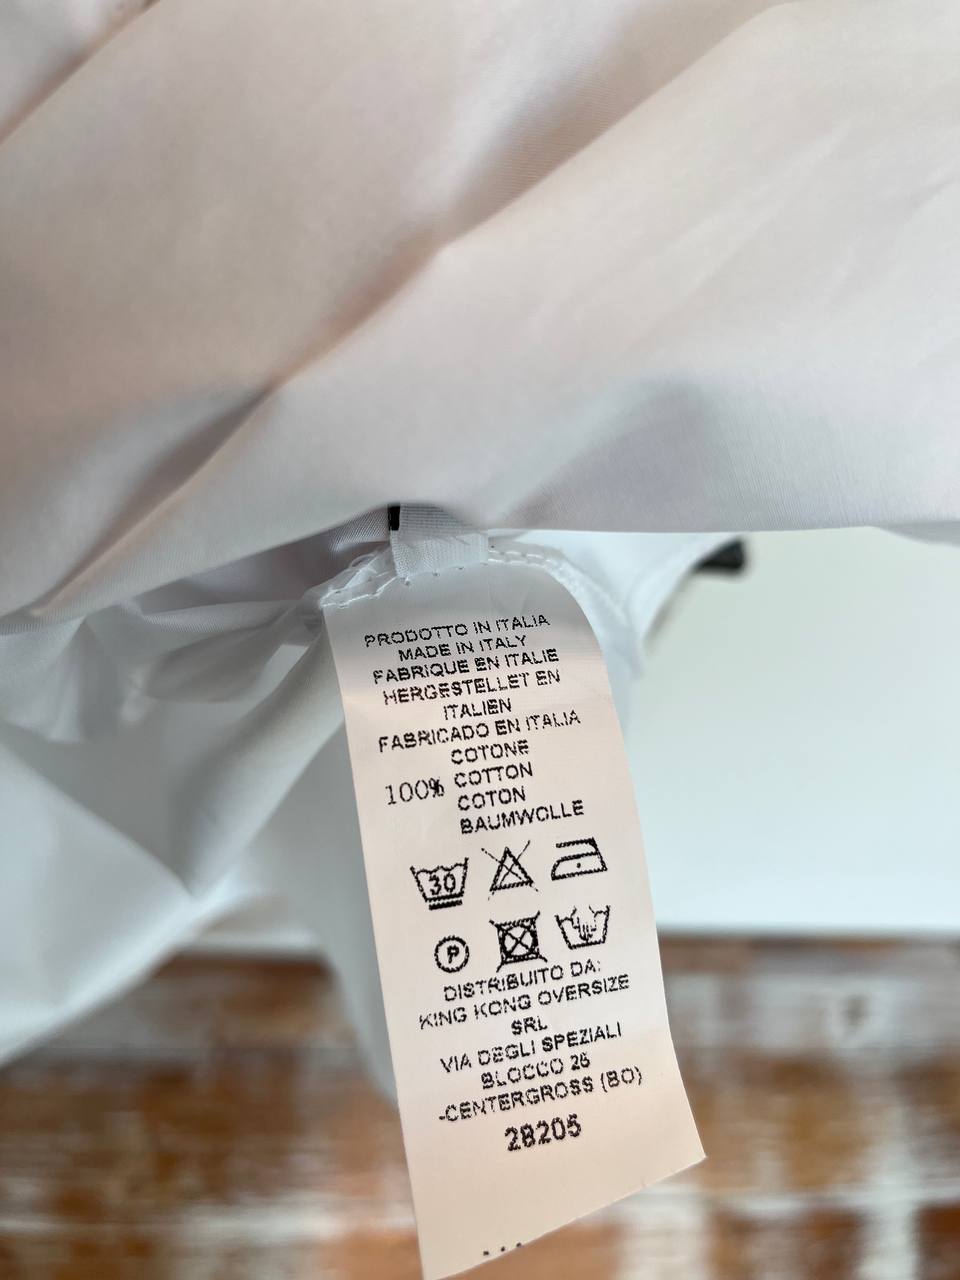 PRODOTTO IN ITALIA
MADE IN ITALY
FABRIQUE EN ITALIE
HERGESTELLET EN
ITALIEN
FABRICADO EN ITALIA
COTONE
100% COTTON
COTON
BAUMWOLLE
30
P
DISTRIBUITO DA:
KING KONG OVERSIZE
SRL
VIA DEGLI SPEZIALI
BLOCCO 26
-CENTERGROSS (BO)
28205